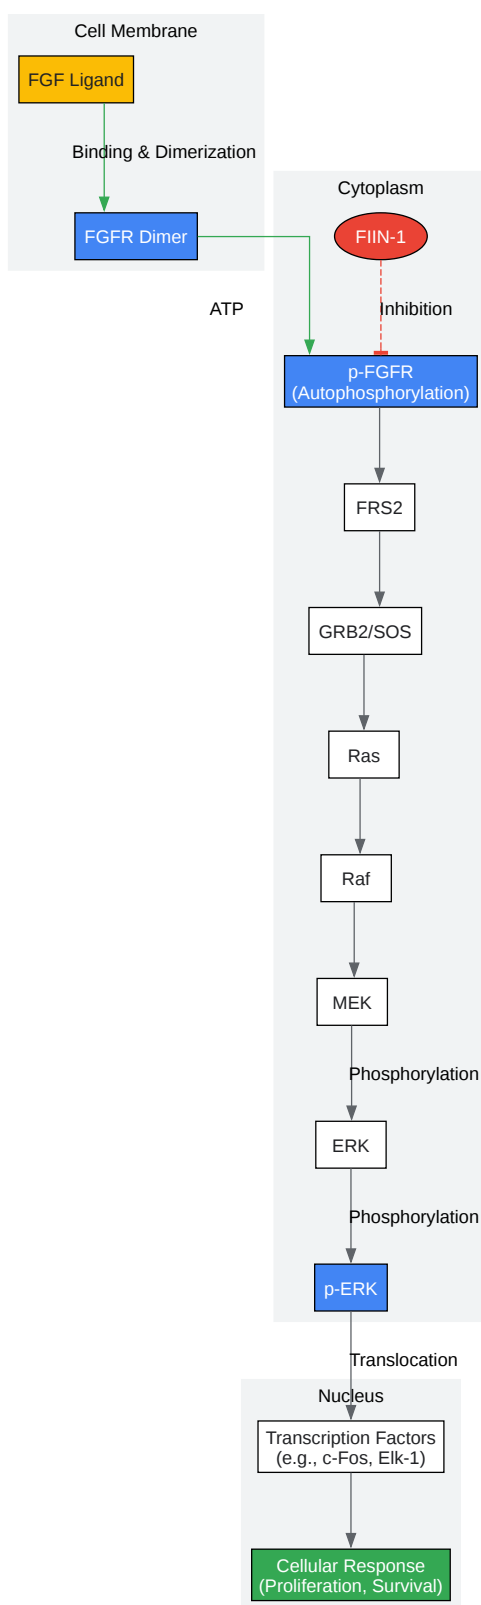 Cell Membrane
FGF Ligand
Binding & Dimerization
FGFR Dimer
Cytoplasm
FIIN-1
ATP
Inhibition
p-FGFR
(Autophosphorylation)
FRS2
GRB2/SOS
Ras
Raf
MEK
Phosphorylation
ERK
Phosphorylation
p-ERK
Translocation
Nucleus
Transcription Factors
(e.g., c-Fos, Elk-1)
Cellular Response
(Proliferation, Survival)